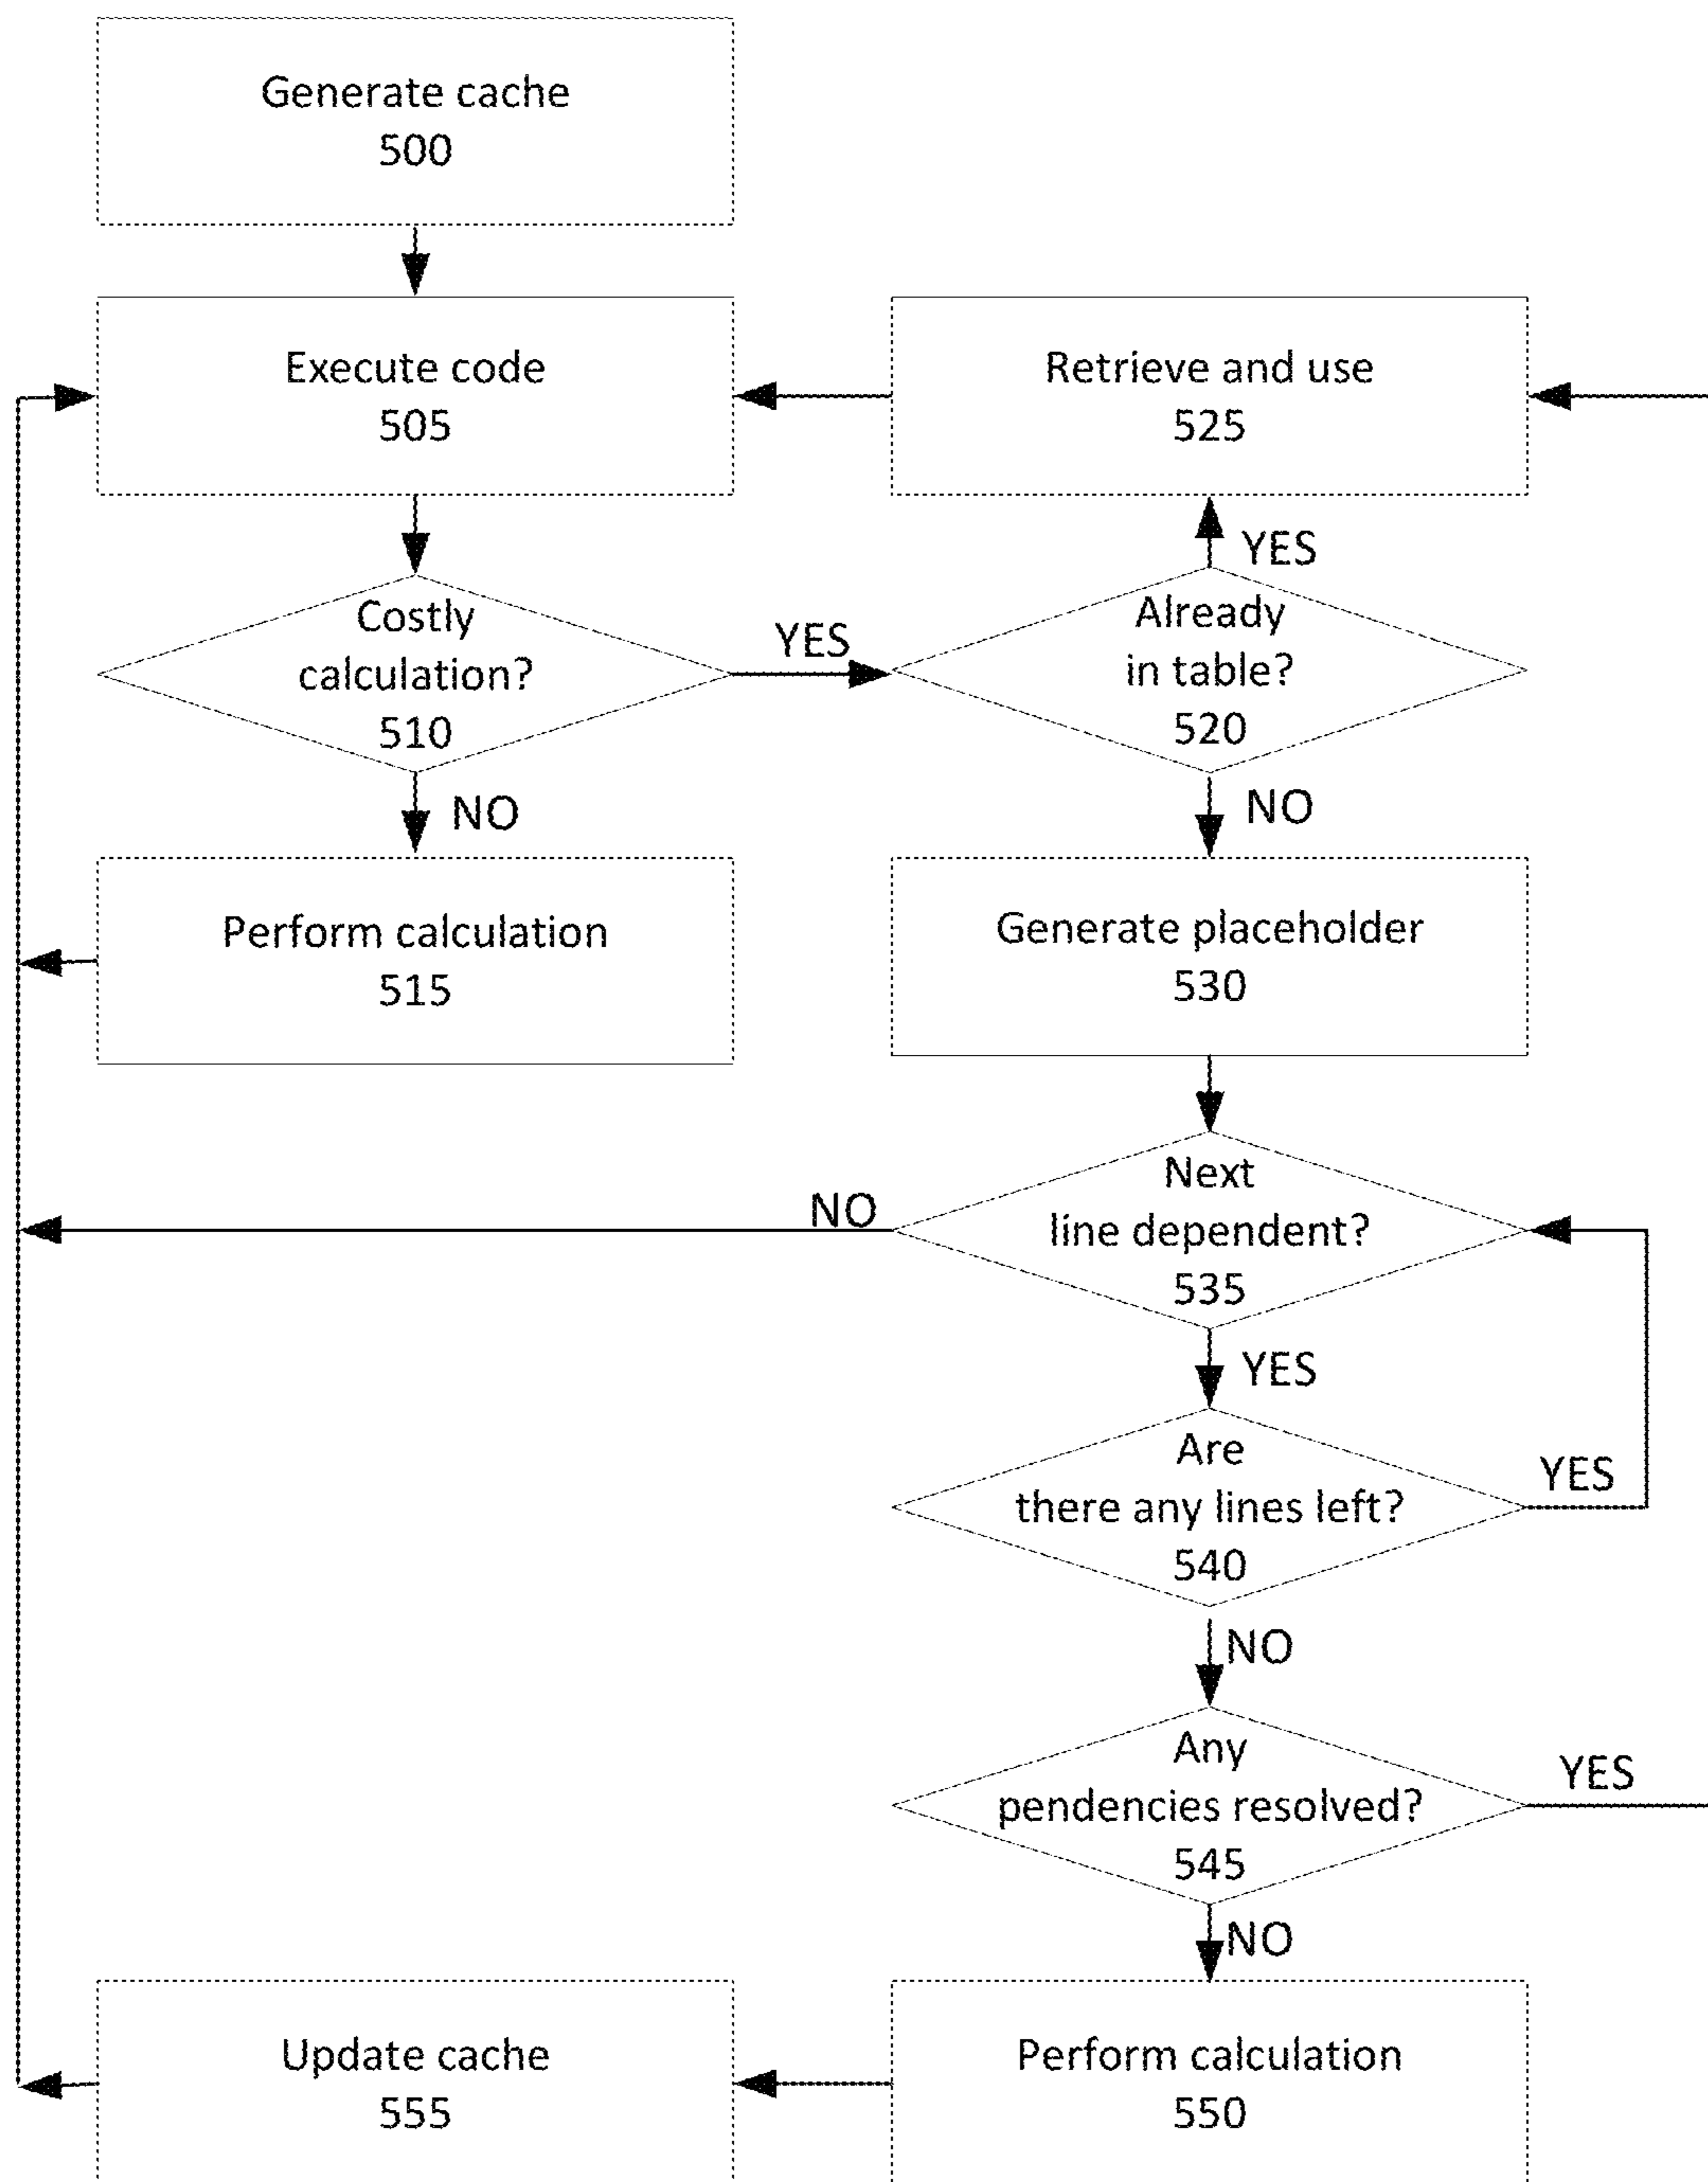 Generate cache
500
Execute code
505
Retrieve and use
525
YES
Costly
calculation?
510
YES
Already
in table?
520
NO
NO
Perform calculation
515
Generate placeholder
530
NO
Next
line dependent?
535
YES
Are
there any lines left?
540
YES
NO
Any
pendencies resolved?
545
YES
NO
Update cache
555
Perform calculation
550